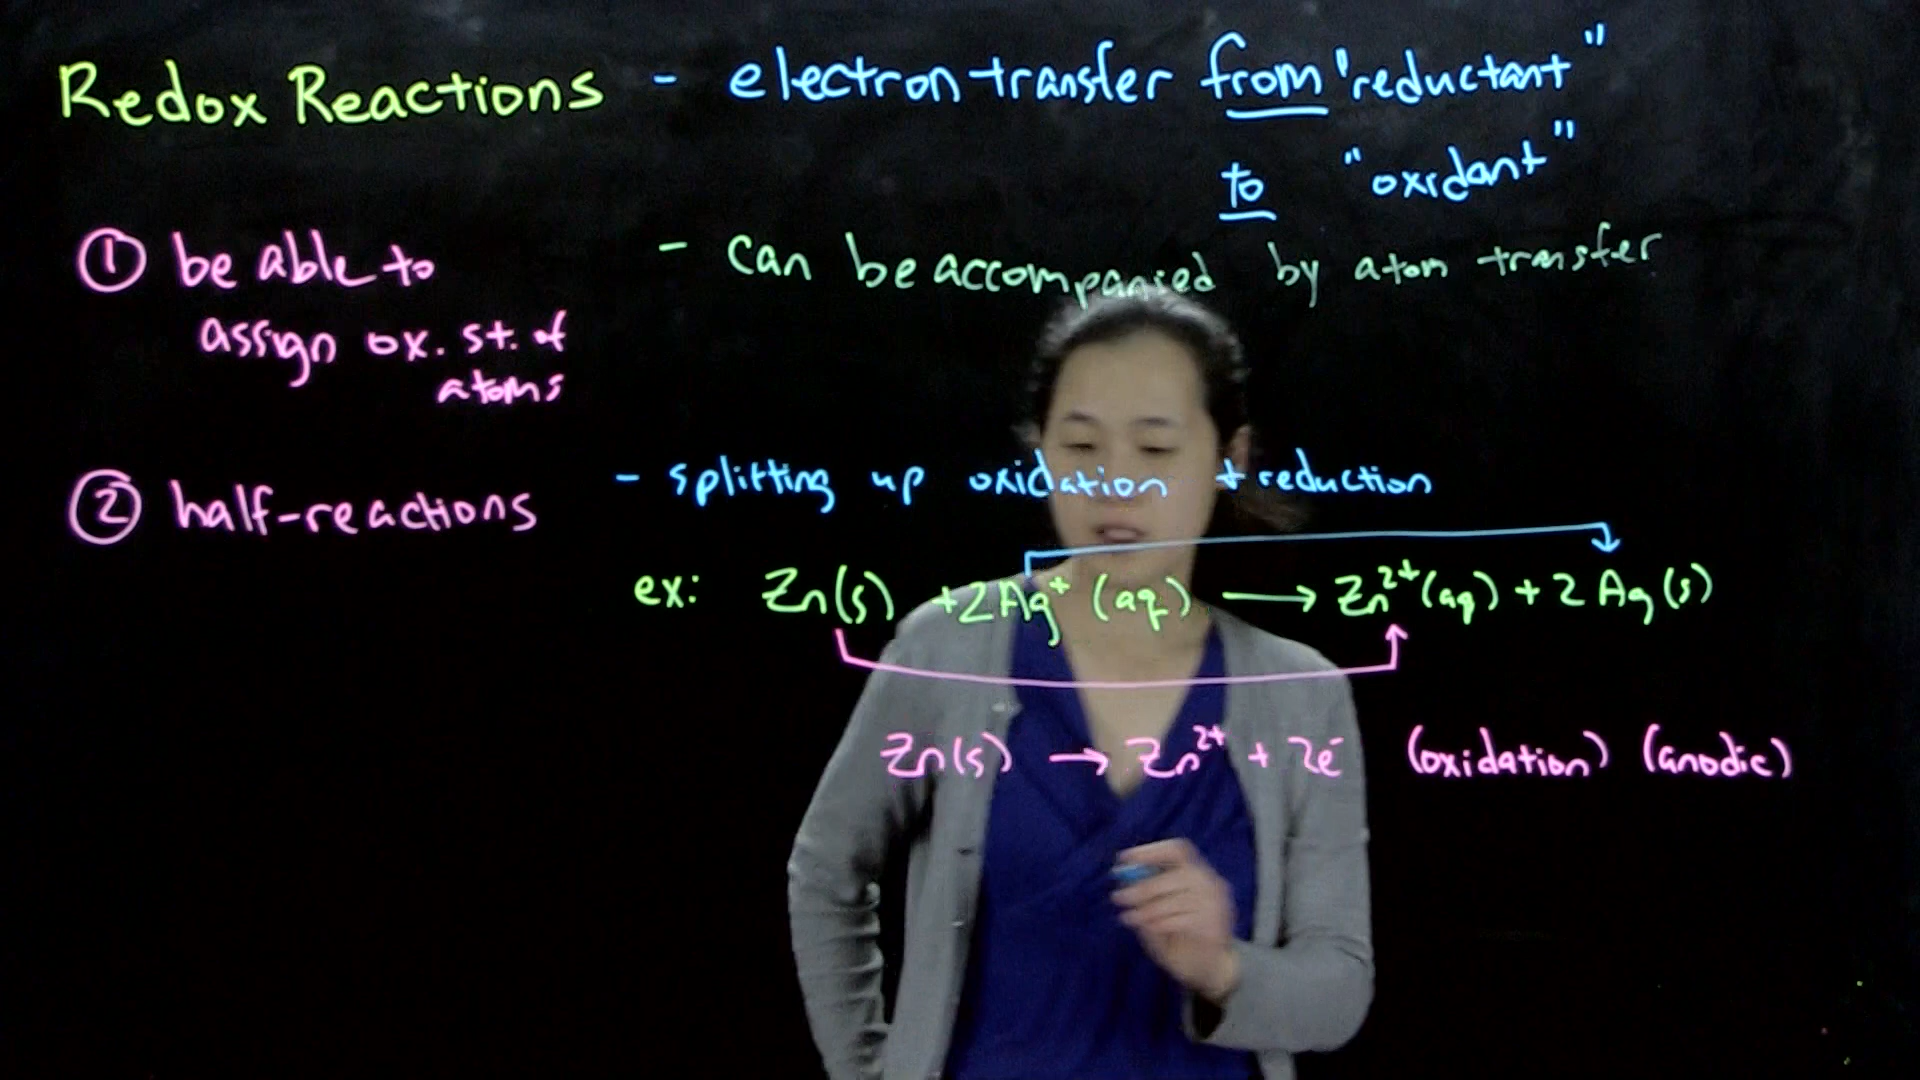 Redox Reactions - electron transfer from "reductant"
to "oxidant"
① be able to
assign ox. st. of
atoms
- can be accompanied by atom transfer
② half-reactions
- splitting up oxidation + reduction
ex: Zn(s) + 2Ag⁺ (aq) → Zn²⁺(aq) + 2 Ag(s)
Zn(s) → Zn²⁺ + 2e⁻ (oxidation) (anodic)